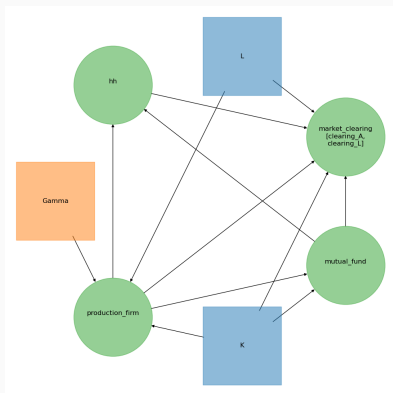 L
hh
market_clearing
[clearing_A,
clearing_L]
Gamma
mutual_fund
production_firm
K